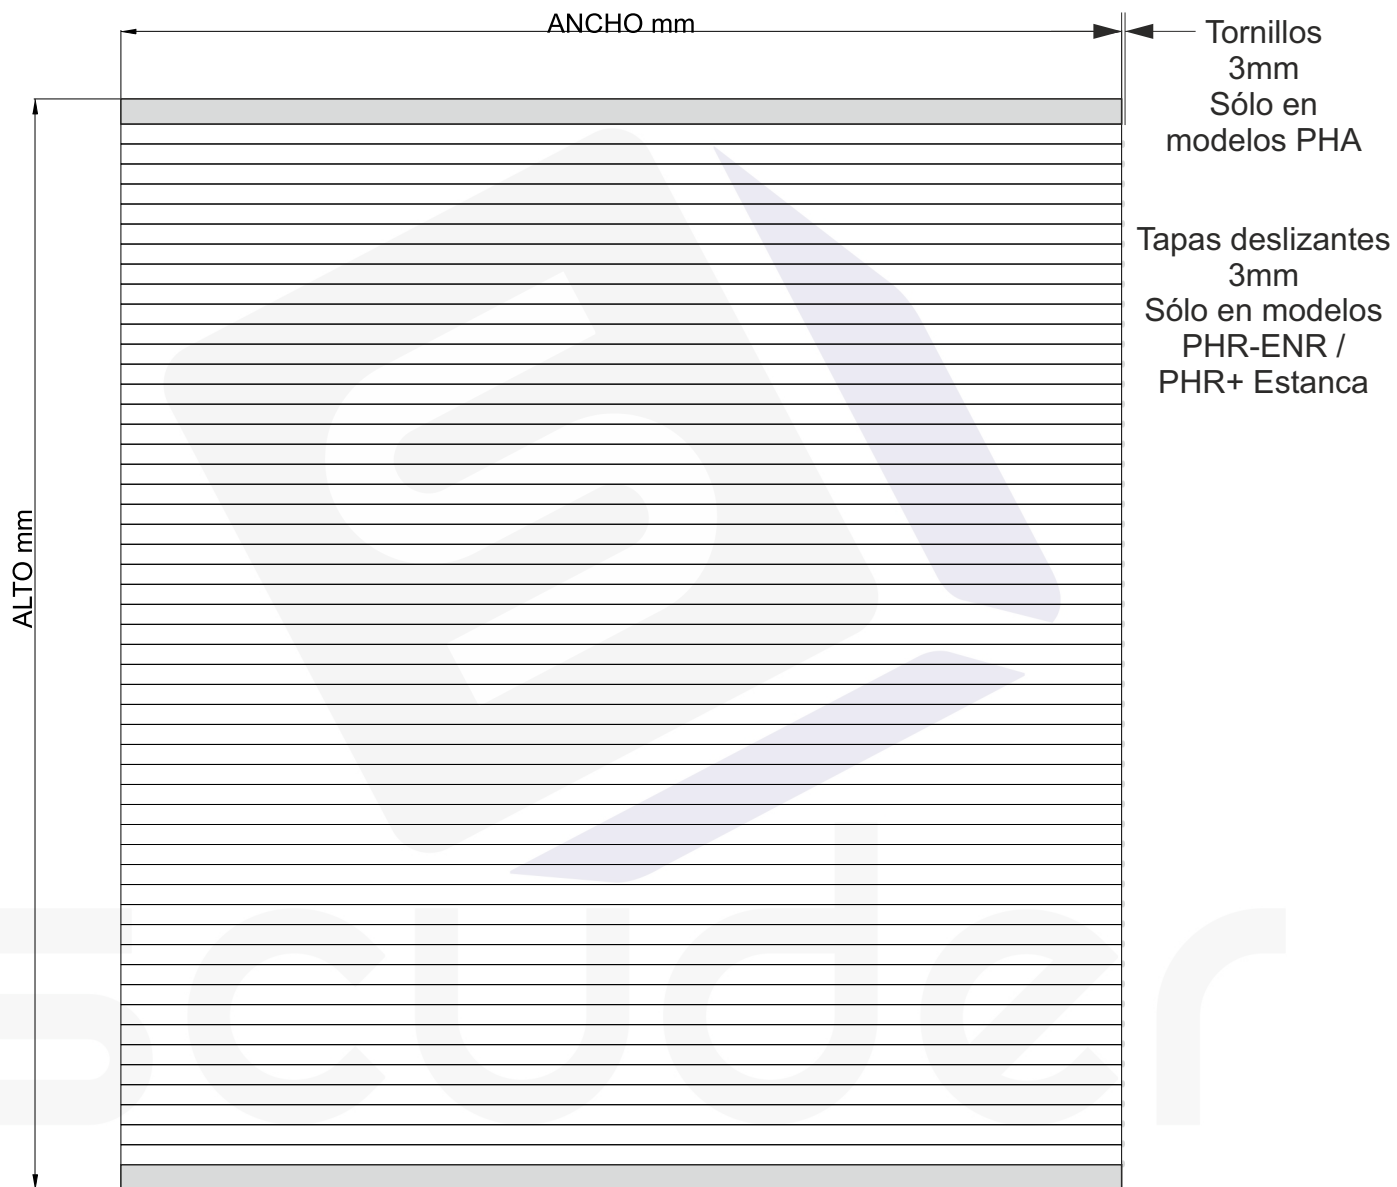 ANCHO mm
Tornillos
3mm
Sólo en
modelos PHA
Tapas deslizantes
3mm
Sólo en modelos
PHR-ENR /
PHR+ Estanca
ALTO mm
scuder